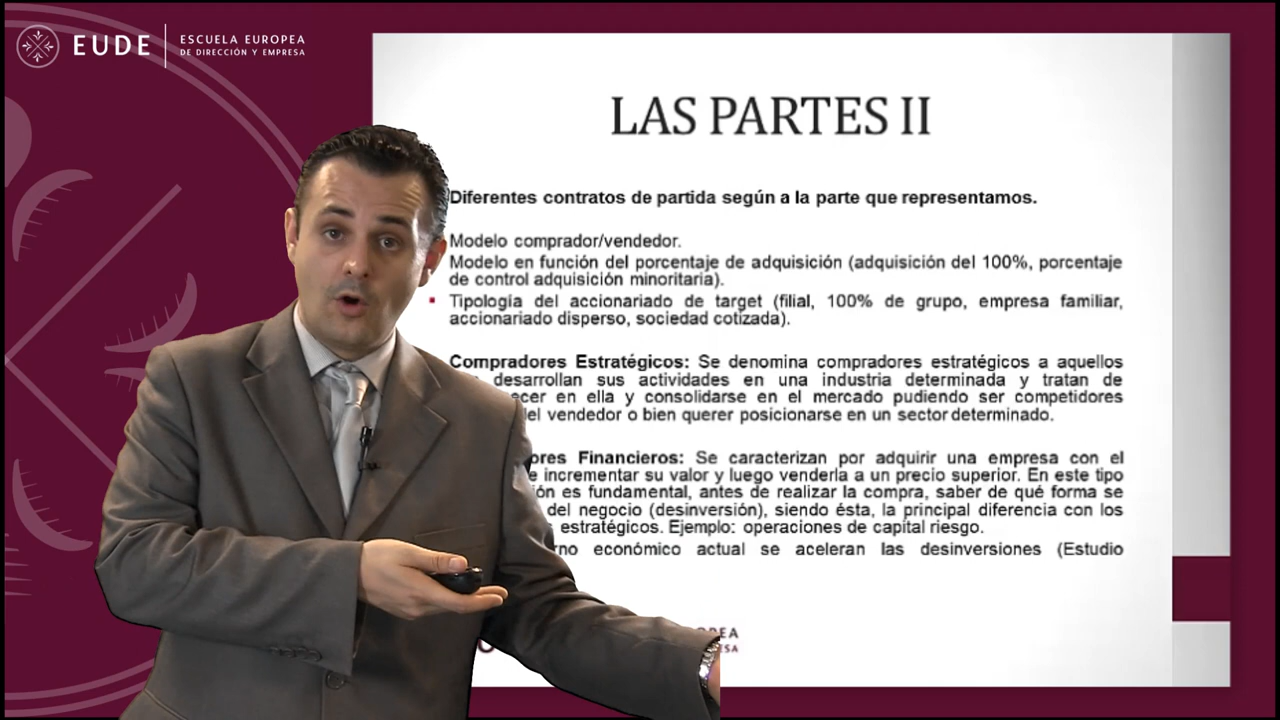 EUDE
ESCUELA EUROPEA
DE DIRECCIÓN Y EMPRESA
LAS PARTES II
Diferentes contratos de partida según a la parte que representamos.
Modelo comprador/vendedor.
Modelo en función del porcentaje de adquisición (adquisición del 100%, porcentaje
de control adquisición minoritaria).
Tipología del accionariado de target (filial, 100% de grupo, empresa familiar,
accionariado disperso, sociedad cotizada).
Compradores Estratégicos: Se denomina compradores estratégicos a aquellos
desarrollan sus actividades en una industria determinada y tratan de
en ella y consolidarse en el mercado pudiendo ser competidores
del vendedor o bien querer posicionarse en un sector determinado.
Financieros: Se caracterizan por adquirir una empresa con el
incrementar su valor y luego venderla a un precio superior. En este tipo
es fundamental, antes de realizar la compra, saber de qué forma se
del negocio (desinversión), siendo ésta, la principal diferencia con los
estratégicos. Ejemplo: operaciones de capital riesgo.
económico actual se aceleran las desinversiones (Estudio